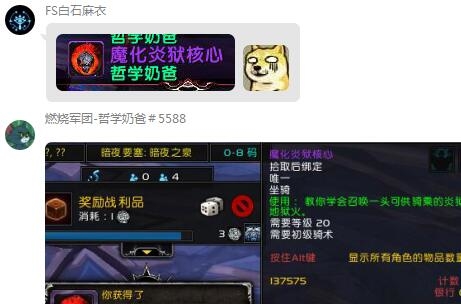 FS白石麻衣
哲学奶爸
魔化炎狱核心
哲学奶爸
燃烧军团-哲学奶爸#5588
?, ??
暗夜要塞: 暗夜之泉
0-8 码
0
4
奖励战利品
消耗：1
3
你获得了
魔化炎狱核心
拾取后绑定
唯一
坐骑
使用：教你学会召唤一头可供骑乘的炎狱
地狱火。
需要等级 20
需要初级骑术
按住Alt键
显示所有角色的物品数量
137575
计数
银行